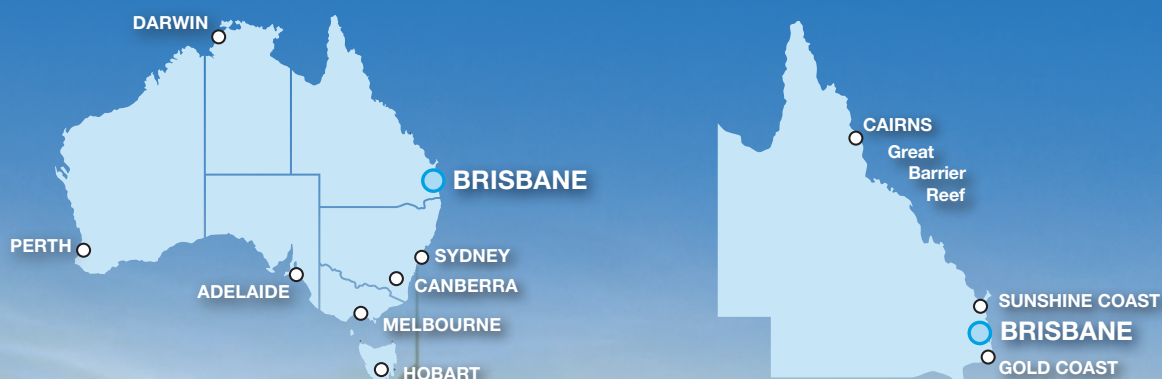 DARWIN
BRISBANE
PERTH
SYDNEY
ADELAIDE
CANBERRA
MELBOURNE
HOBART
CAIRNS
Great
Barrier
Reef
SUNSHINE COAST
BRISBANE
GOLD COAST